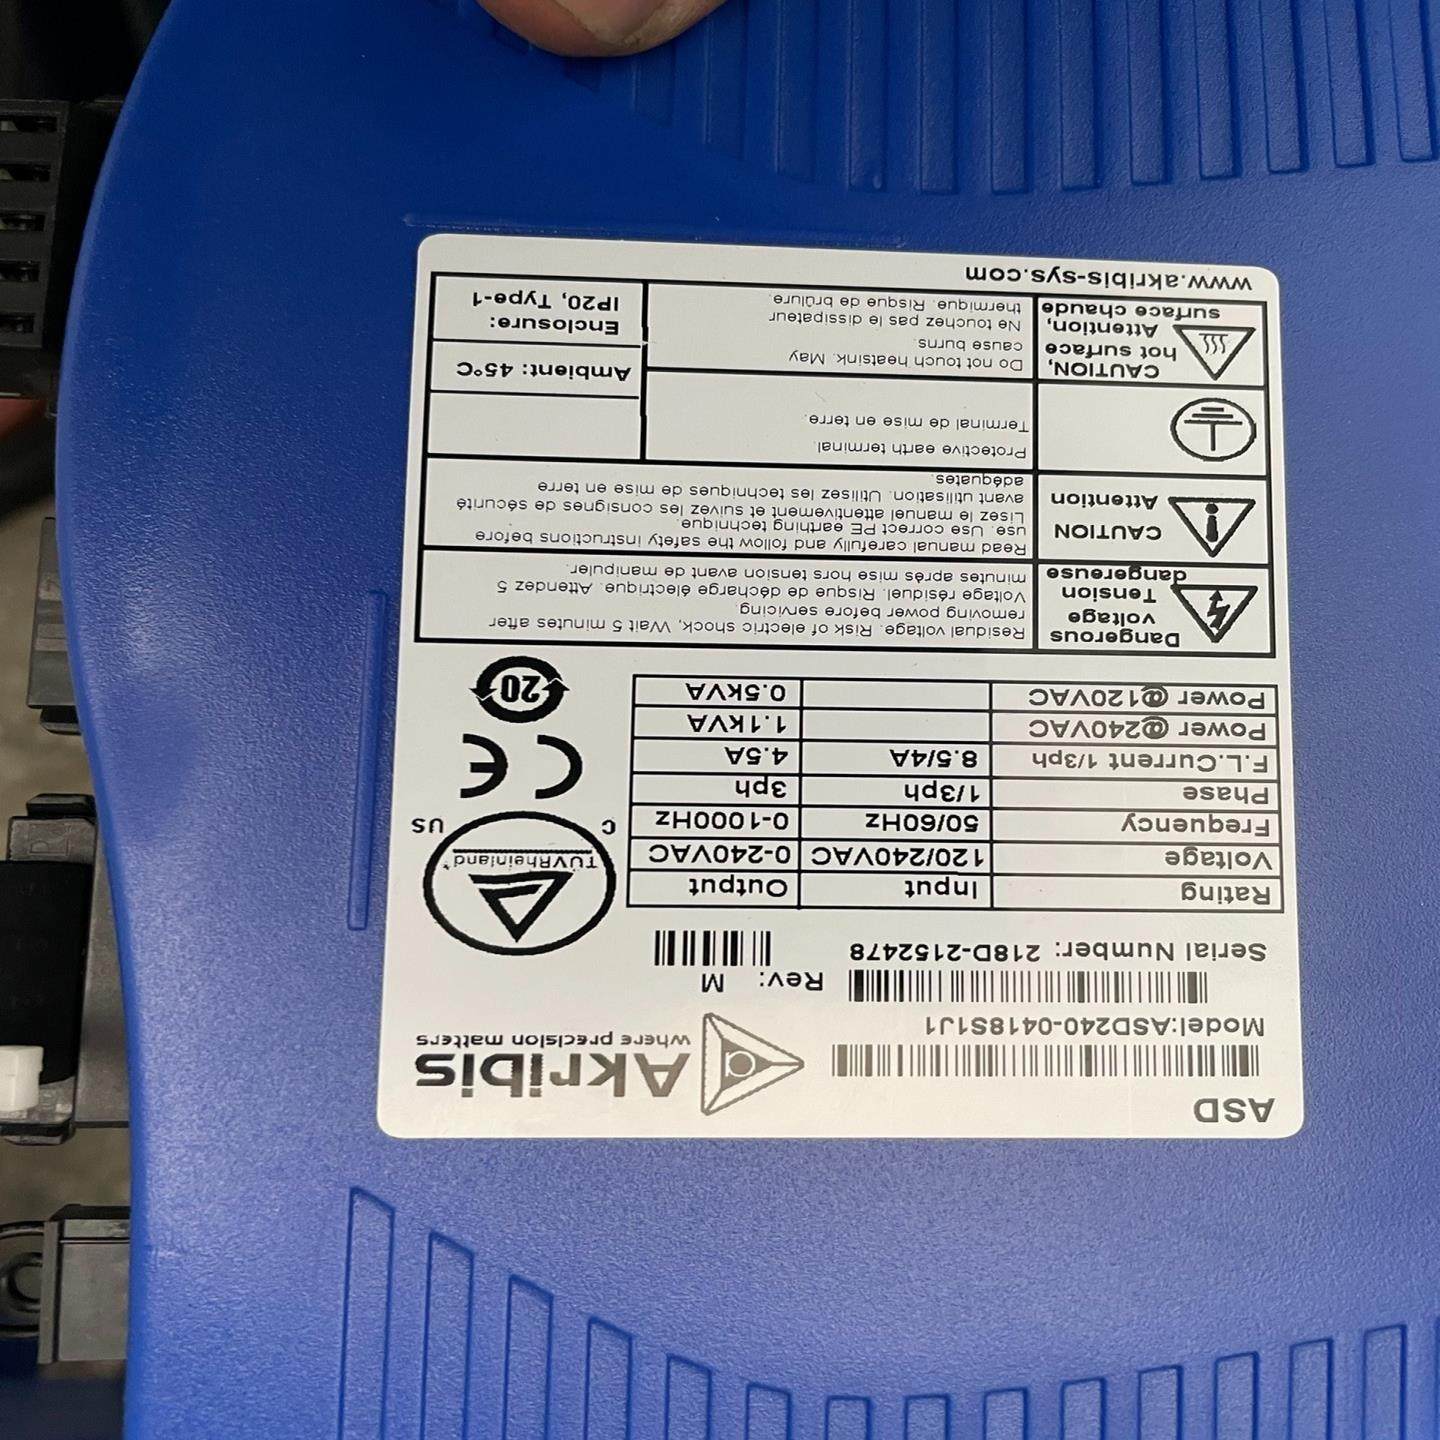 ASD
Model:ASD240-0418S1J1
Akribis
where precision matters
Serial Number: 218D-2152478
Rev: M
Rating Input Output
Voltage 120/240VAC 0-240VAC
Frequency 50/60Hz 0-1000Hz
Phase 1/3ph 3ph
F.L.Current 1/3ph 8.5/4A 4.5A
Power @240VAC 1.1KVA
Power @120VAC 0.5KVA
TÜVRheinland
C US
CE
20
Dangerous
voltage
Tension
dangereuse
Residual voltage. Risk of electric shock, Wait 5 minutes after
removing power before servicing.
Voltage résiduel. Risque de décharge électrique. Attendez 5
minutes après mise hors tension avant de manipuler.
CAUTION
Attention
Read manual carefully and follow the safety instructions before
use. Use correct PE earthing technique.
Lisez le manuel attentivement et suivez les consignes de sécurité
avant utilisation. Utilisez les techniques de mise en terre
adéquates.
Protective earth terminal.
Terminal de mise en terre.
CAUTION,
hot surface
Attention,
surface chaude
Do not touch heatsink. May
cause burns.
Ne touchez pas le dissipateur
thermique. Risque de brûlure.
Ambient: 45°C
Enclosure:
IP20, Type-1
www.akribis-sys.com